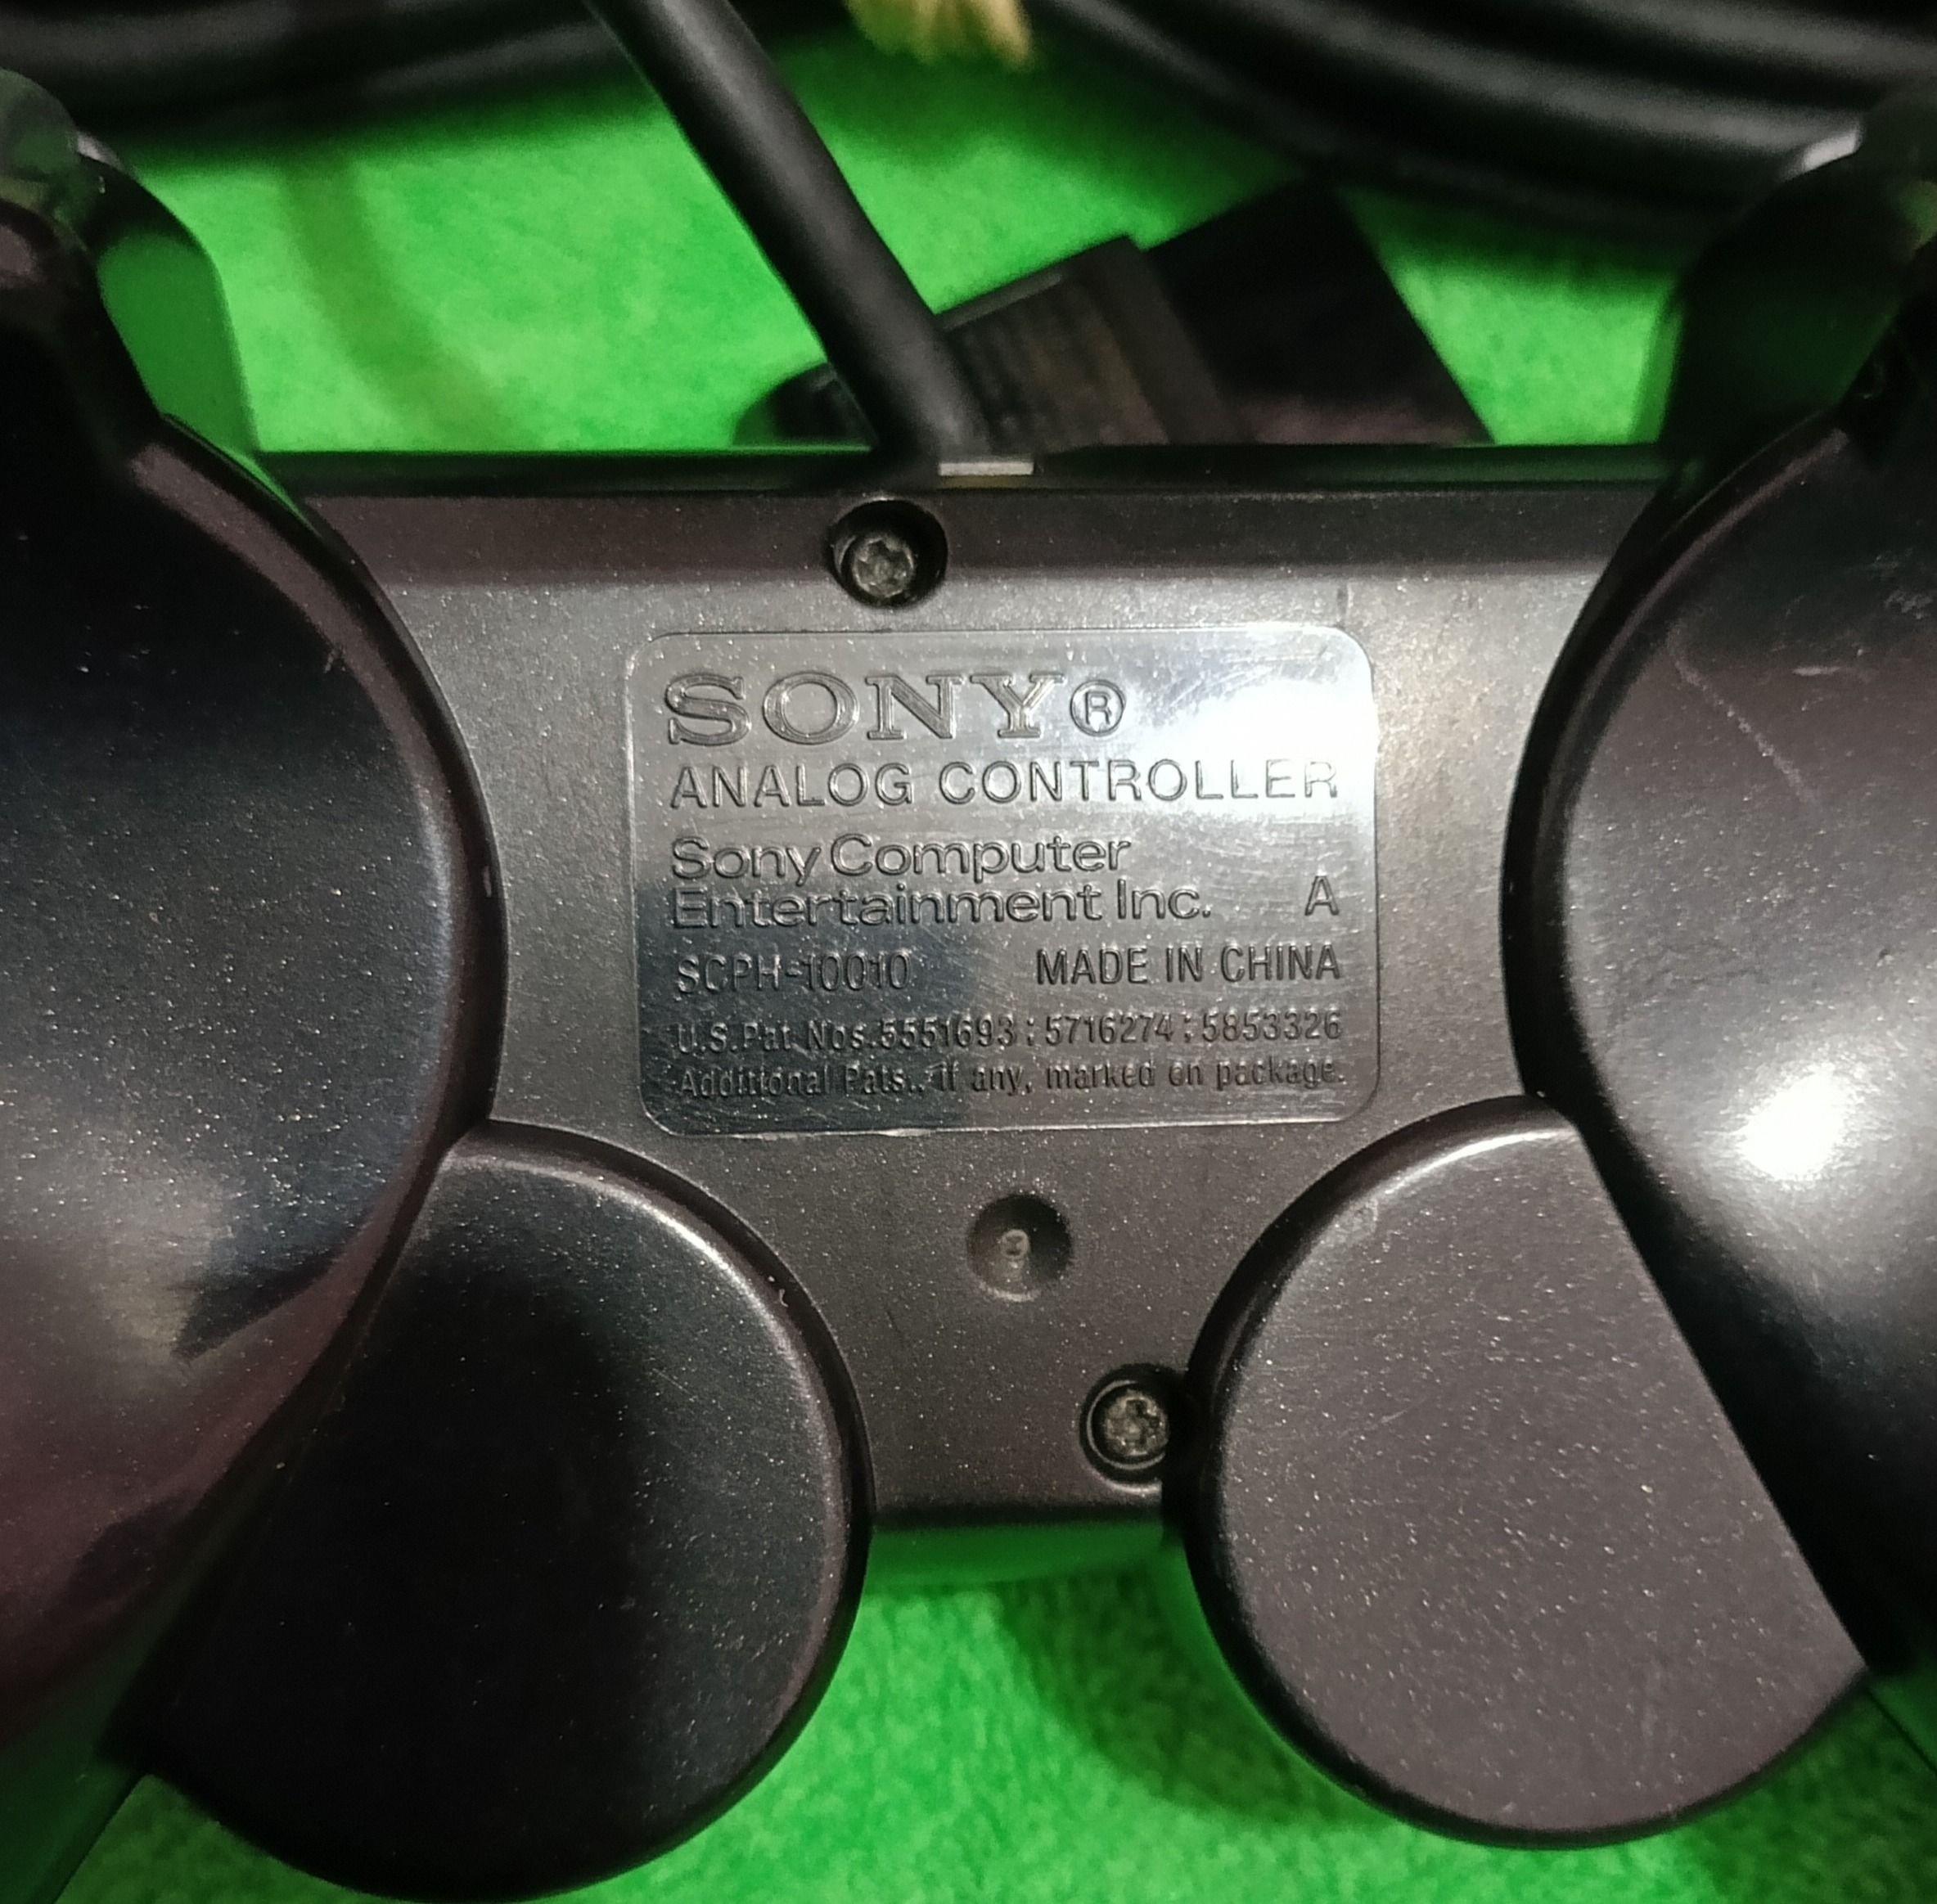 SONY®
ANALOG CONTROLLER
Sony Computer
Entertainment Inc. A
SCPH-10010 MADE IN CHINA
U.S.Pat Nos.5551693;5716274;5853326
Additional Pats., if any, marked on package.